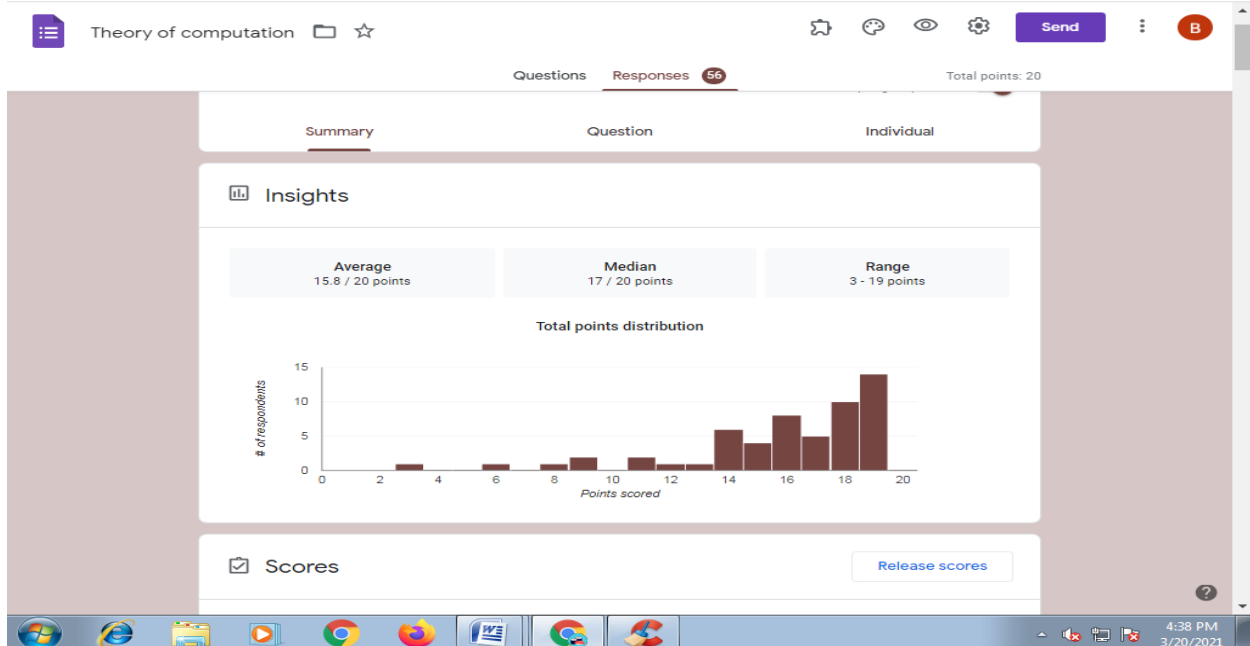 Theory of computation
Send
B
Questions Responses 56
Total points: 20
Summary Question Individual
Insights
Average Median Range
15.8 / 20 points 17 / 20 points 3 - 19 points
Total points distribution
15
10
5
0
# of respondents
0 2 4 6 8 10 12 14 16 18 20
Points scored
Scores
Release scores
?
W
4:38 PM
3/20/2021